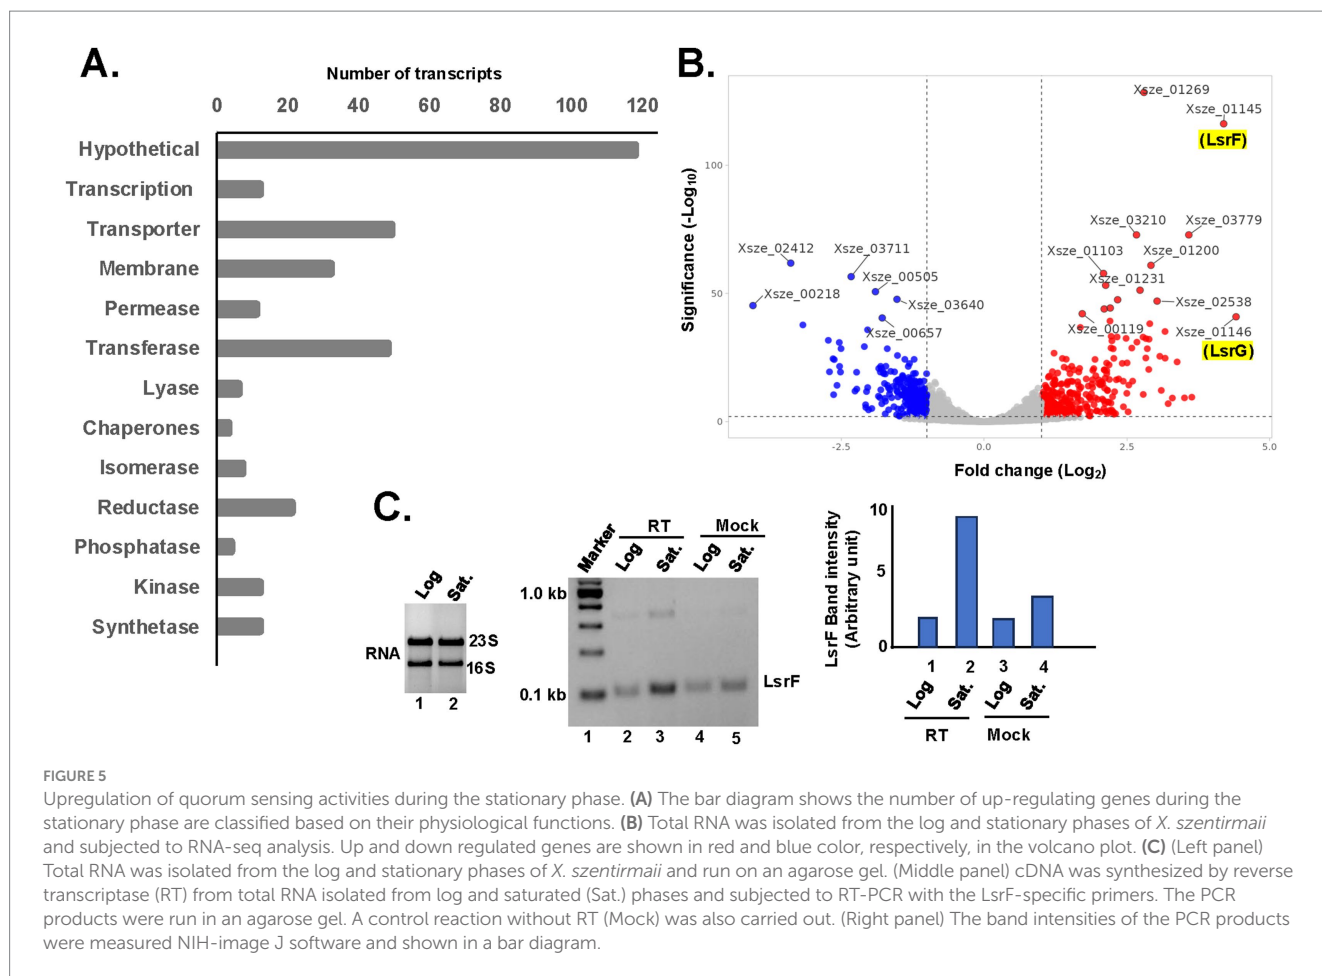 A.
Number of transcripts
0 20 40 60 80 100 120
Hypothetical
Transcription
Transporter
Membrane
Permease
Transferase
Lyase
Chaperones
Isomerase
Reductase
Phosphatase
Kinase
Synthetase
B.
Significance (-Log10)
100
50
0
Xsze_01269
Xsze_01145
(LsrF)
Xsze_03210
Xsze_03779
Xsze_02412
Xsze_03711
Xsze_01103
Xsze_01200
Xsze_00505
Xsze_01231
Xsze_00218
Xsze_03640
Xsze_02538
Xsze_00657
Xsze_00119
Xsze_01146
(LsrG)
-2.5 0.0 2.5 5.0
Fold change (Log2)
C.
Log Sat.
RNA
23S
16S
1 2
RT Mock
Marker Log Sat. Log Sat.
1.0 kb
0.1 kb
LsrF
1 2 3 4 5
LsrF Band intensity
(Arbitrary unit)
10
5
0
1 2 3 4
Log Sat. Log Sat.
RT Mock
FIGURE 5
Upregulation of quorum sensing activities during the stationary phase. (A) The bar diagram shows the number of up-regulating genes during the
stationary phase are classified based on their physiological functions. (B) Total RNA was isolated from the log and stationary phases of X. szentirmaii
and subjected to RNA-seq analysis. Up and down regulated genes are shown in red and blue color, respectively, in the volcano plot. (C) (Left panel)
Total RNA was isolated from the log and stationary phases of X. szentirmaii and run on an agarose gel. (Middle panel) cDNA was synthesized by reverse
transcriptase (RT) from total RNA isolated from log and saturated (Sat.) phases and subjected to RT-PCR with the LsrF-specific primers. The PCR
products were run in an agarose gel. A control reaction without RT (Mock) was also carried out. (Right panel) The band intensities of the PCR products
were measured NIH-image J software and shown in a bar diagram.